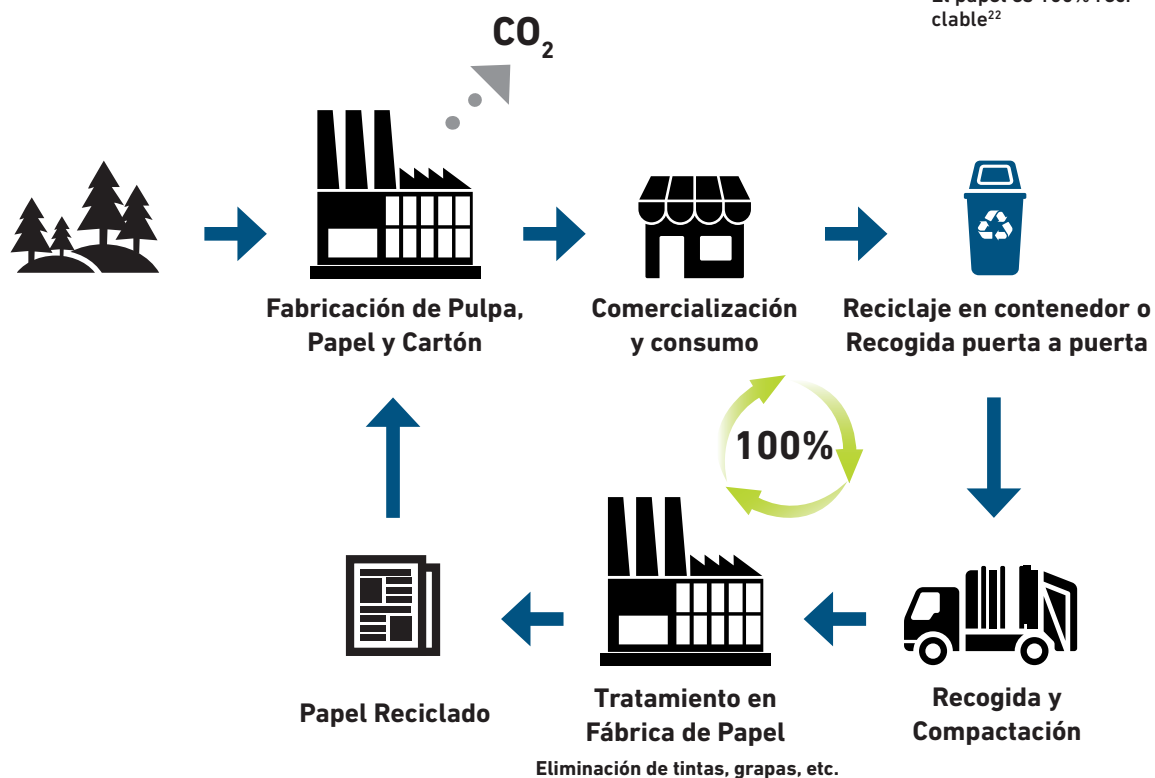 clable²²
CO₂
Fabricación de Pulpa,
Papel y Cartón
Comercialización
y consumo
Reciclaje en contenedor o
Recogida puerta a puerta
100%
Papel Reciclado
Tratamiento en
Fábrica de Papel
Eliminación de tintas, grapas, etc.
Recogida y
Compactación